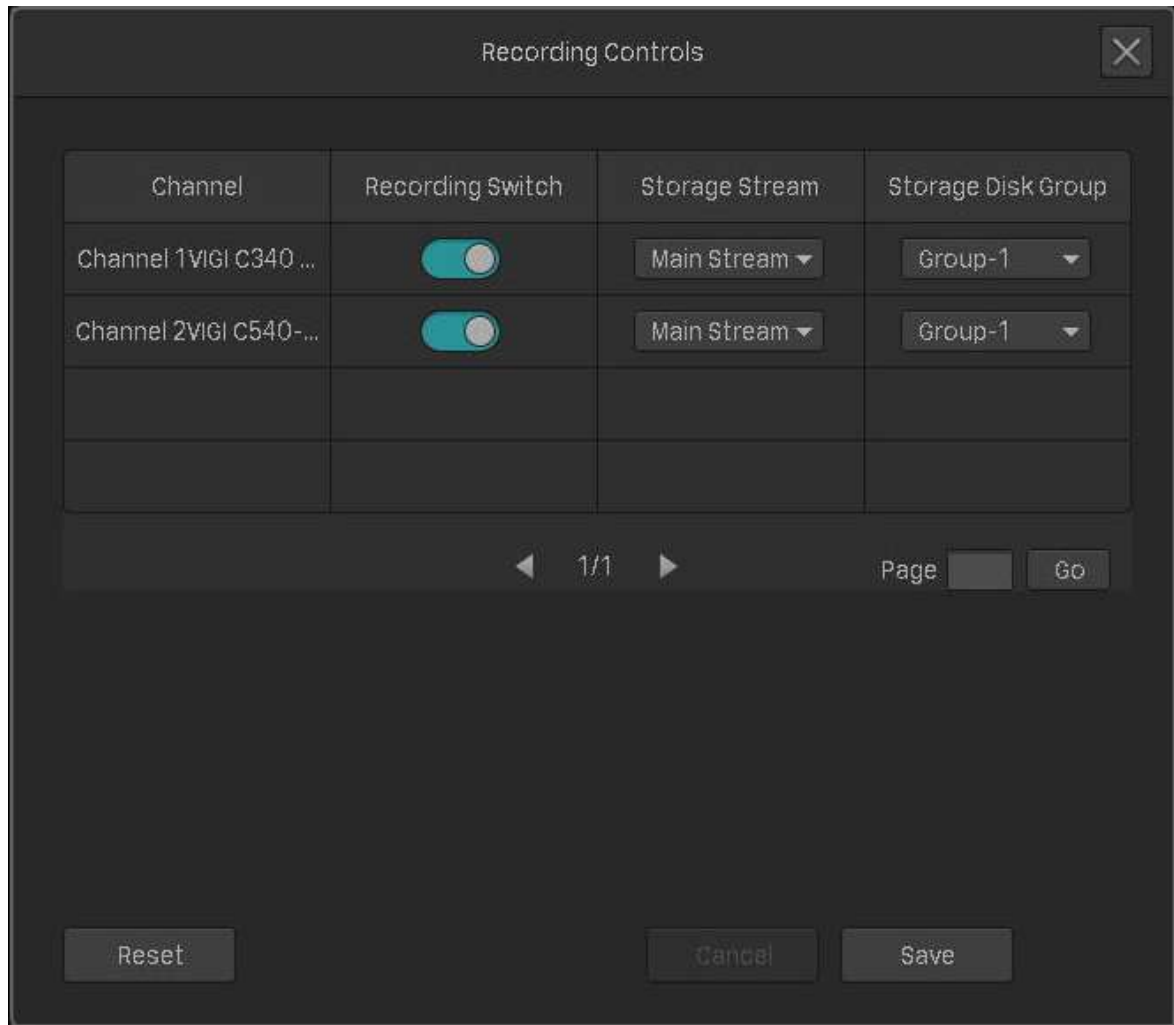 Recording Controls
Channel Recording Switch Storage Stream Storage Disk Group
Channel 1VIGI C340 ... Main Stream Group-1
Channel 2VIGI C540-... Main Stream Group-1
1/1 Page Go
Reset Cancel Save